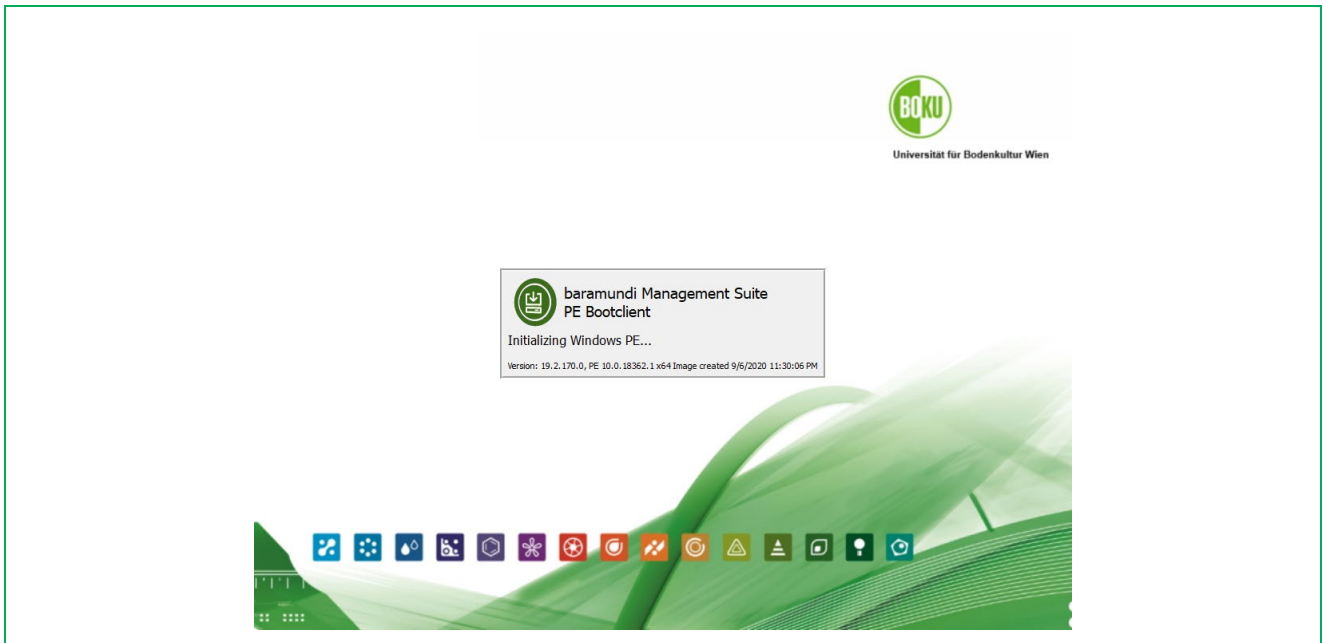 BOKU
Universität für Bodenkultur Wien
baramundi Management Suite
PE Bootclient
Initializing Windows PE...
Version: 19.2.170.0, PE 10.0.18362.1 x64 Image created 9/6/2020 11:30:06 PM